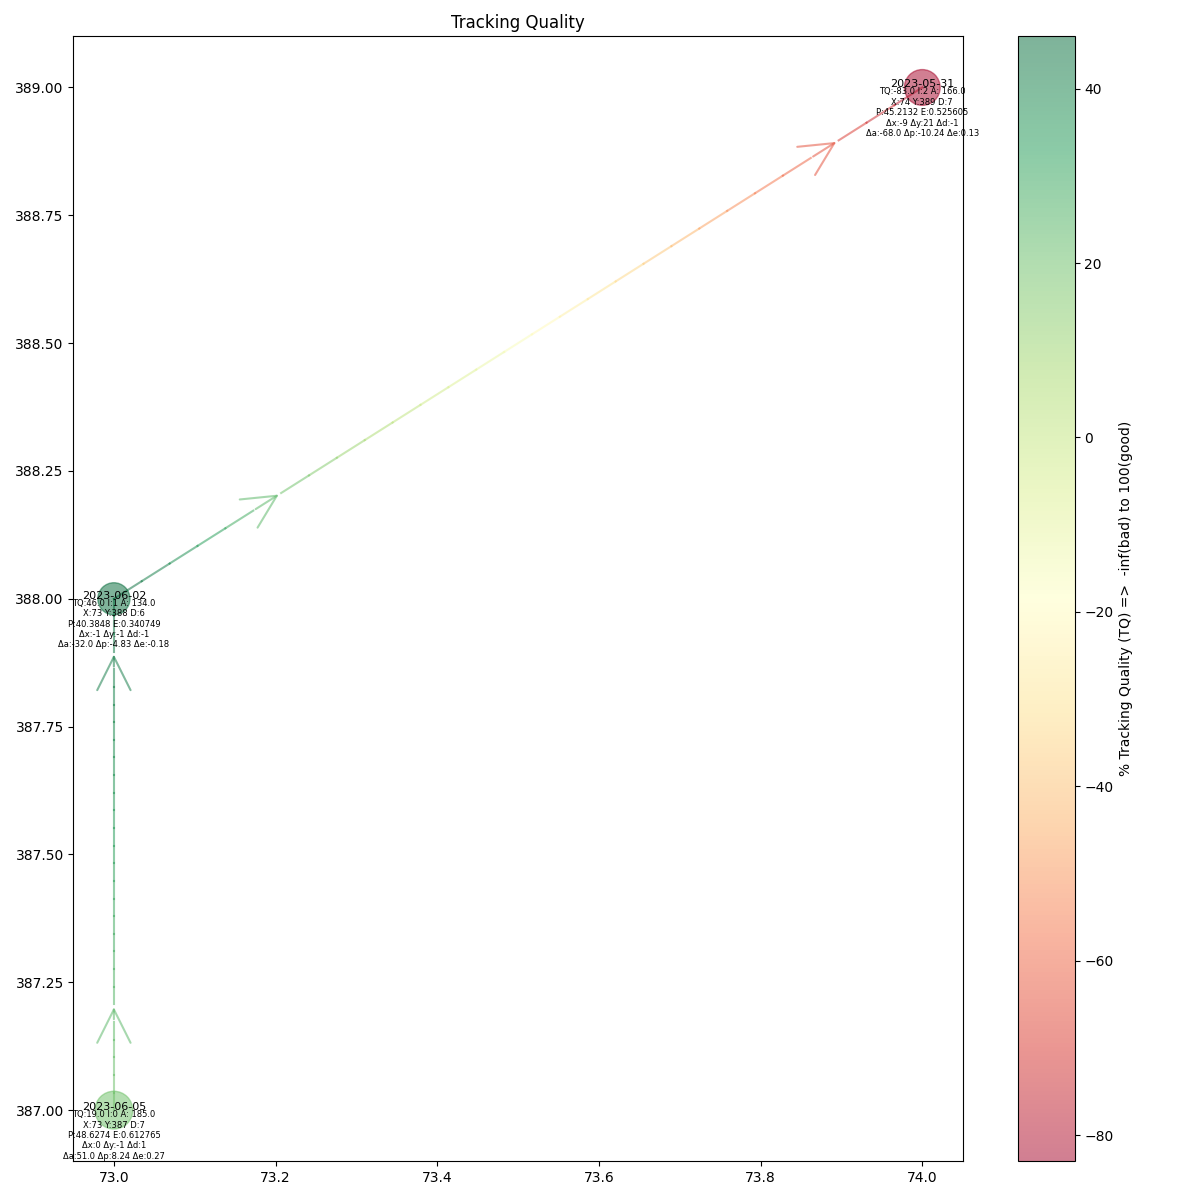 Tracking Quality
389.00
388.75
388.50
388.25
388.00
387.75
387.50
387.25
387.00
73.0
73.2
73.4
73.6
73.8
74.0
2023-05-31
TQ:-83.0 I:2 A: 166.0
X:74 Y:389 D:7
P:45.2132 E:0.525605
Δx:-9 Δy:21 Δd:-1
Δa:-68.0 Δp:-10.24 Δe:0.13
2023-06-02
TQ:46.0 I:1 A: 134.0
X:73 Y:388 D:6
P:40.3848 E:0.340749
Δx:-1 Δy:-1 Δd:-1
Δa:-32.0 Δp:-4.83 Δe:-0.18
2023-06-05
TQ:19.0 I:0 A: 185.0
X:73 Y:387 D:7
P:48.6274 E:0.612765
Δx:0 Δy:-1 Δd:1
Δa:51.0 Δp:8.24 Δe:0.27
40
20
0
−20
−40
−60
−80
% Tracking Quality (TQ) => -inf(bad) to 100(good)